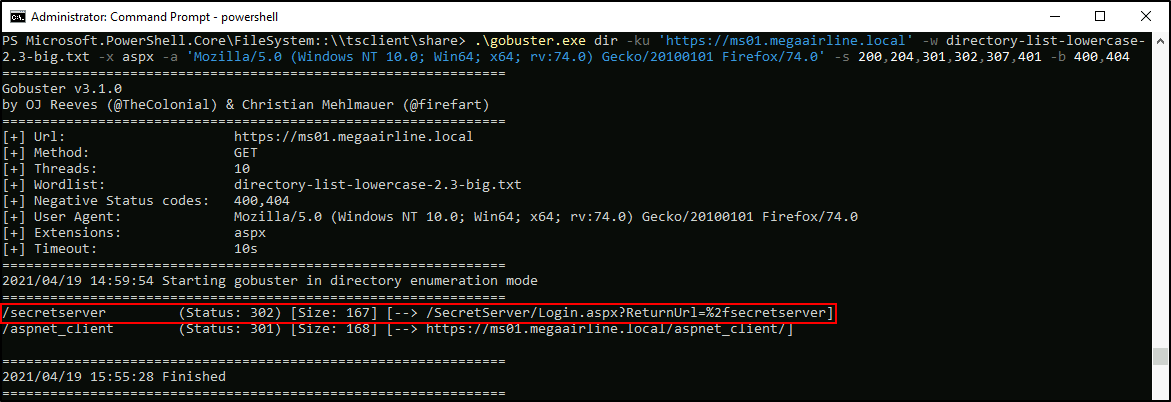 Administrator: Command Prompt - powershell
PS Microsoft.PowerShell.Core\FileSystem::\\tsclient\share> .\gobuster.exe dir -ku 'https://ms01.megaairline.local' -w directory-list-lowercase-
2.3-big.txt -x aspx -a 'Mozilla/5.0 (Windows NT 10.0; Win64; x64; rv:74.0) Gecko/20100101 Firefox/74.0' -s 200,204,301,302,307,401 -b 400,404
===============================================================
Gobuster v3.1.0
by OJ Reeves (@TheColonial) & Christian Mehlmauer (@firefart)
===============================================================
[+] Url:                     https://ms01.megaairline.local
[+] Method:                  GET
[+] Threads:                 10
[+] Wordlist:                directory-list-lowercase-2.3-big.txt
[+] Negative Status codes:   400,404
[+] User Agent:              Mozilla/5.0 (Windows NT 10.0; Win64; x64; rv:74.0) Gecko/20100101 Firefox/74.0
[+] Extensions:              aspx
[+] Timeout:                 10s
===============================================================
2021/04/19 14:59:54 Starting gobuster in directory enumeration mode
===============================================================
/secretserver         (Status: 302) [Size: 167] [--> /SecretServer/Login.aspx?ReturnUrl=%2fsecretserver]
/aspnet_client        (Status: 301) [Size: 168] [--> https://ms01.megaairline.local/aspnet_client/]
===============================================================
2021/04/19 15:55:28 Finished
===============================================================